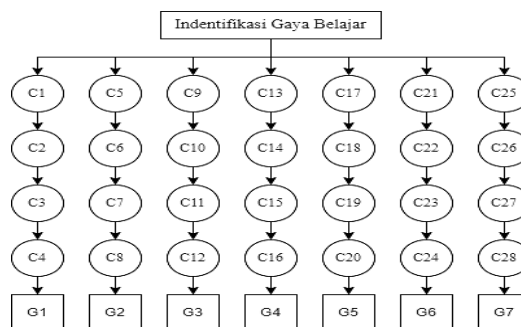 Indentifikasi Gaya Belajar
C1 C5 C9 C13 C17 C21 C25
C2 C6 C10 C14 C18 C22 C26
C3 C7 C11 C15 C19 C23 C27
C4 C8 C12 C16 C20 C24 C28
G1 G2 G3 G4 G5 G6 G7